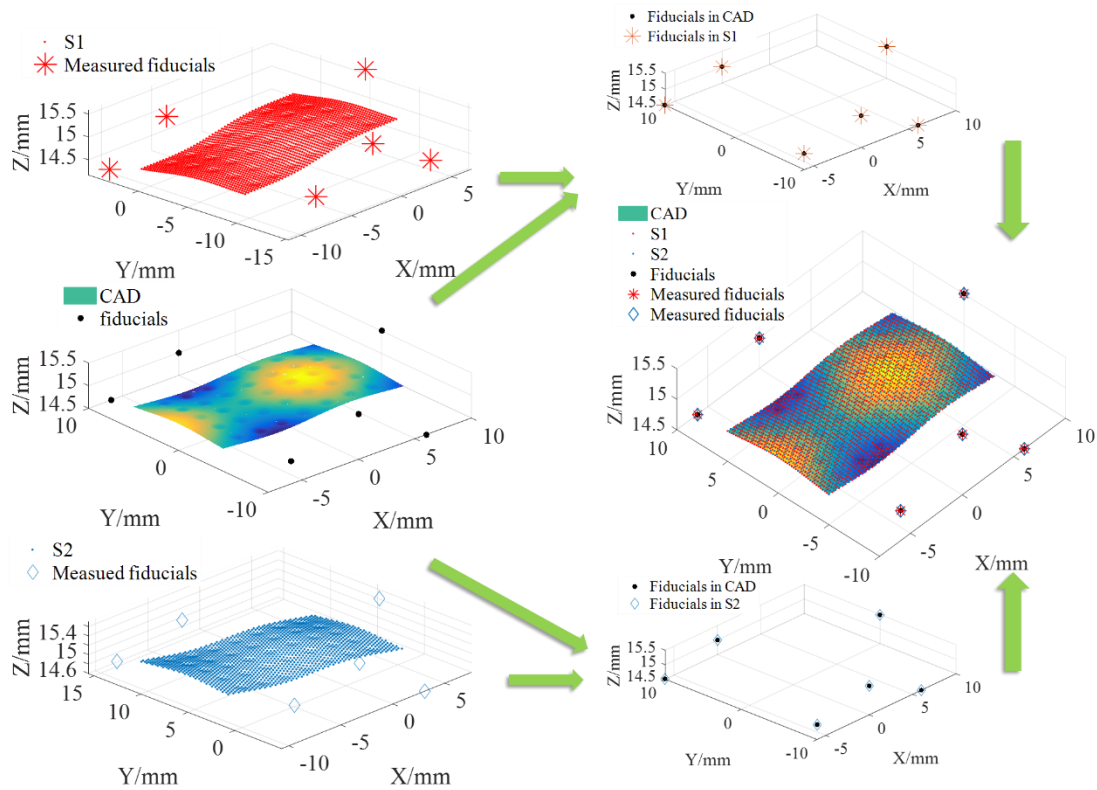 S1
Measured fiducials
Z/mm
15.5
15
14.5
0
-5
-10
-15
Y/mm
-10
-5
0
5
X/mm
Fiducials in CAD
Fiducials in S1
Z/mm
15.5
15
14.5
10
0
-10
Y/mm
-5
0
5
10
X/mm
CAD
fiducials
Z/mm
15.5
15
14.5
10
0
-10
Y/mm
-5
0
5
10
X/mm
CAD
S1
S2
Fiducials
Measured fiducials
Measured fiducials
Z/mm
15.5
15
14.5
10
5
0
-5
-10
Y/mm
-5
0
5
10
X/mm
S2
Measued fiducials
Z/mm
15.4
15
14.6
15
10
5
0
Y/mm
-10
-5
0
5
X/mm
Fiducials in CAD
Fiducials in S2
Z/mm
15.5
15
14.5
10
0
-10
Y/mm
-5
0
5
10
X/mm